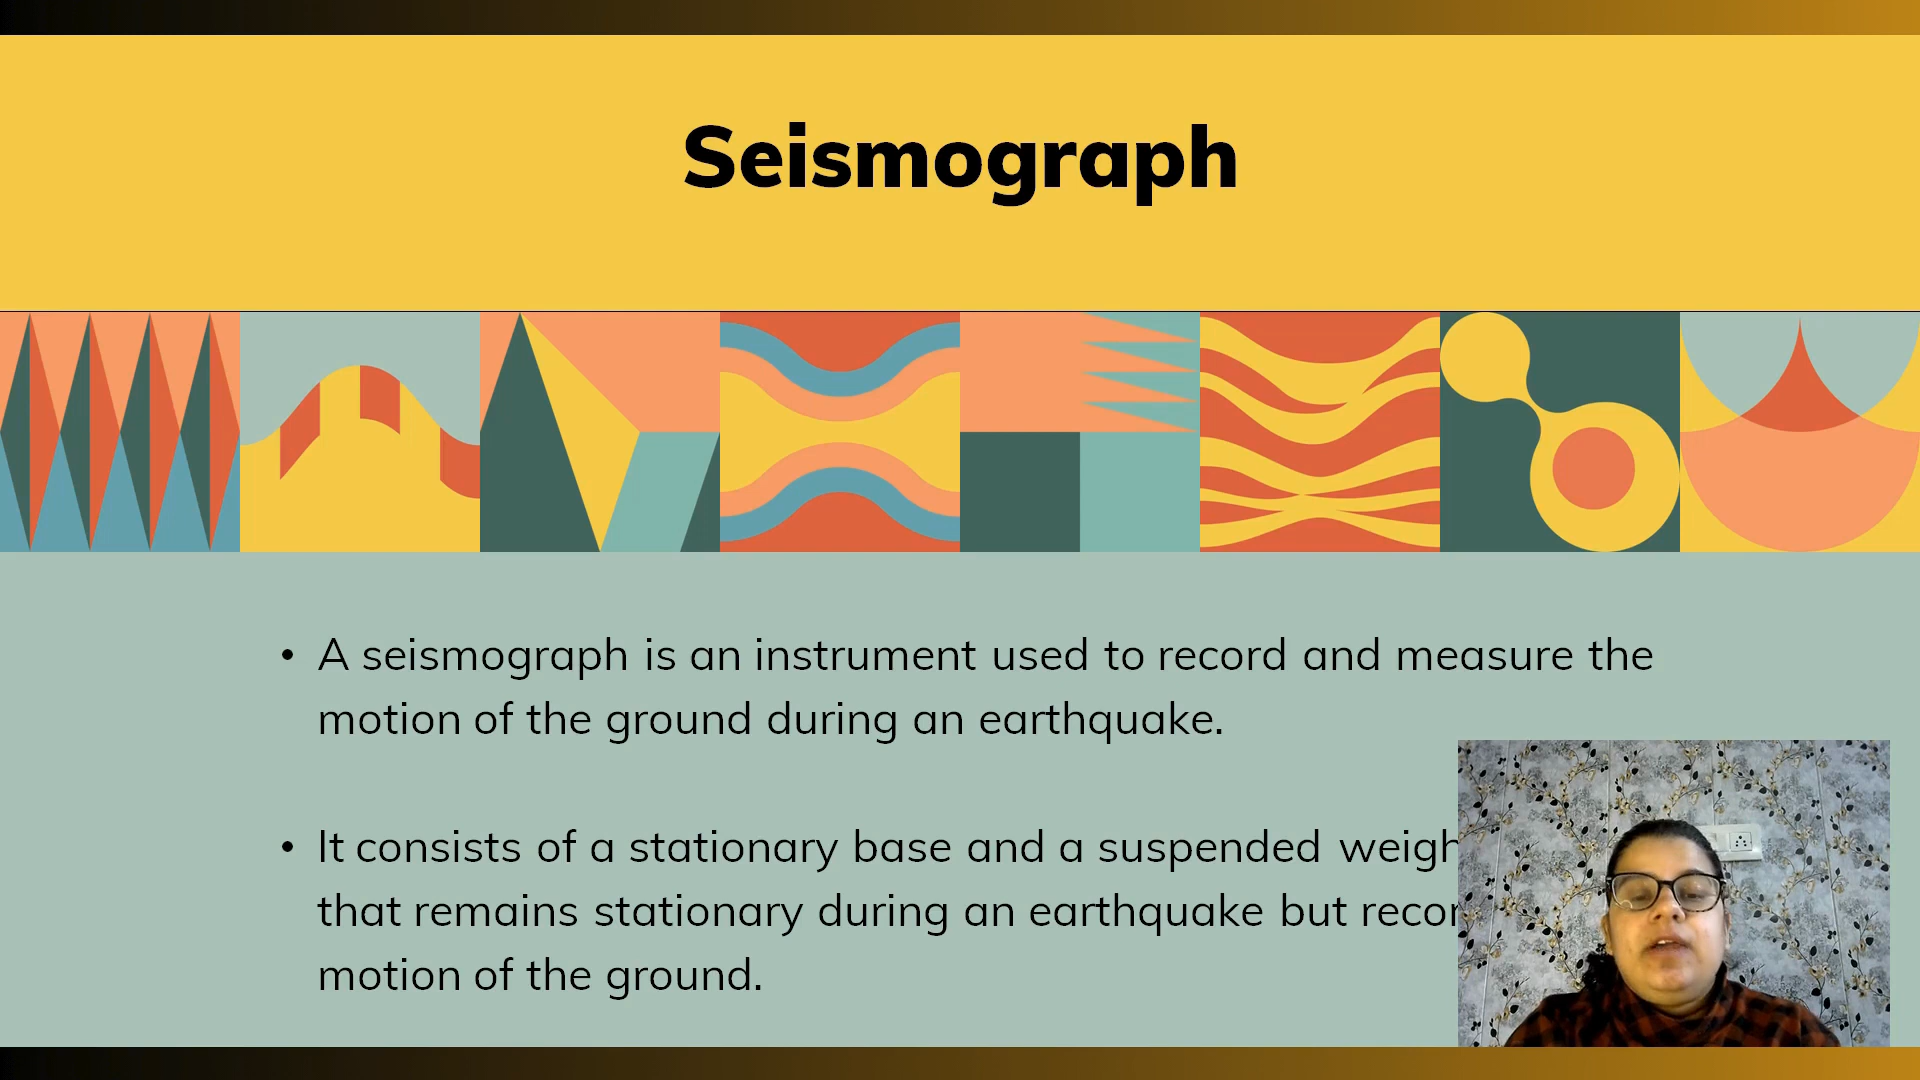 Seismograph
• A seismograph is an instrument used to record and measure the
motion of the ground during an earthquake.
• It consists of a stationary base and a suspended
that remains stationary during an earthquake but
motion of the ground.